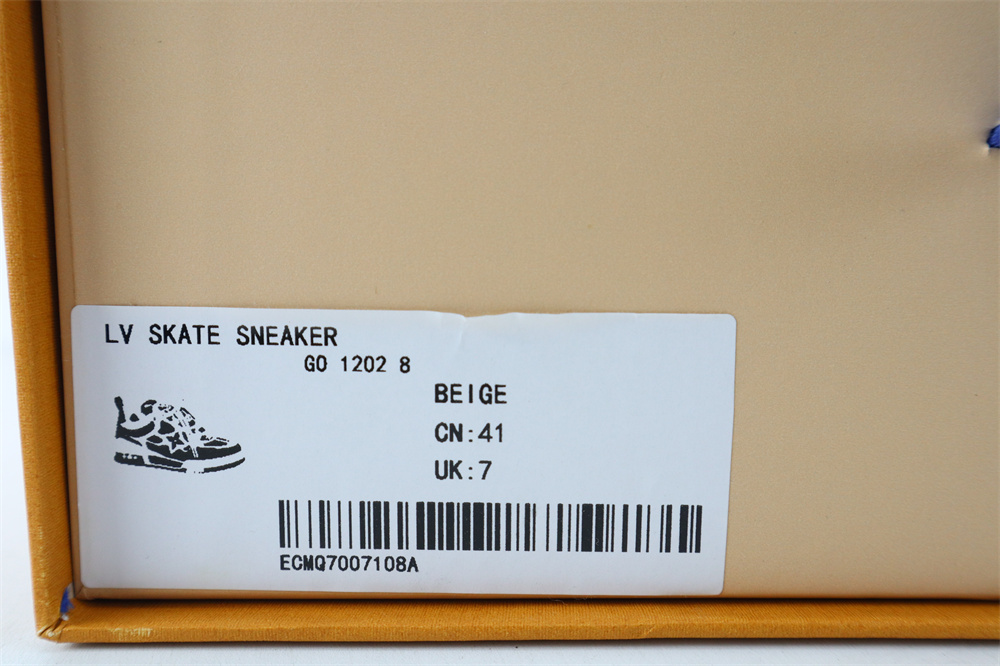 LV SKATE SNEAKER
GO 1202 8
BEIGE
CN:41
UK:7
ECMQ7007108A